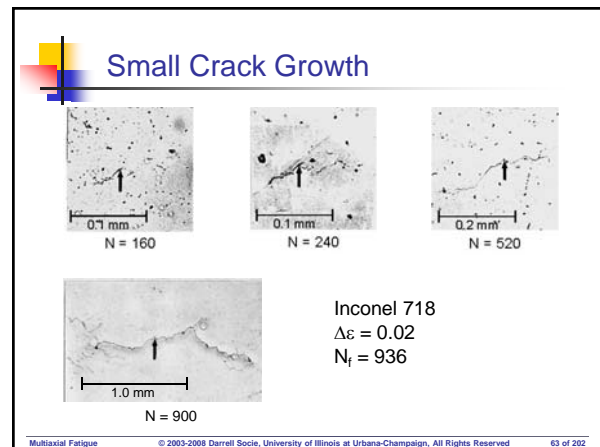 Small Crack Growth
0.1 mm
N = 160
0.1 mm
N = 240
0.2 mm
N = 520
1.0 mm
N = 900
Inconel 718
Δε = 0.02
Nf = 936
Multiaxial Fatigue © 2003-2008 Darrell Socie, University of Illinois at Urbana-Champaign, All Rights Reserved 63 of 202